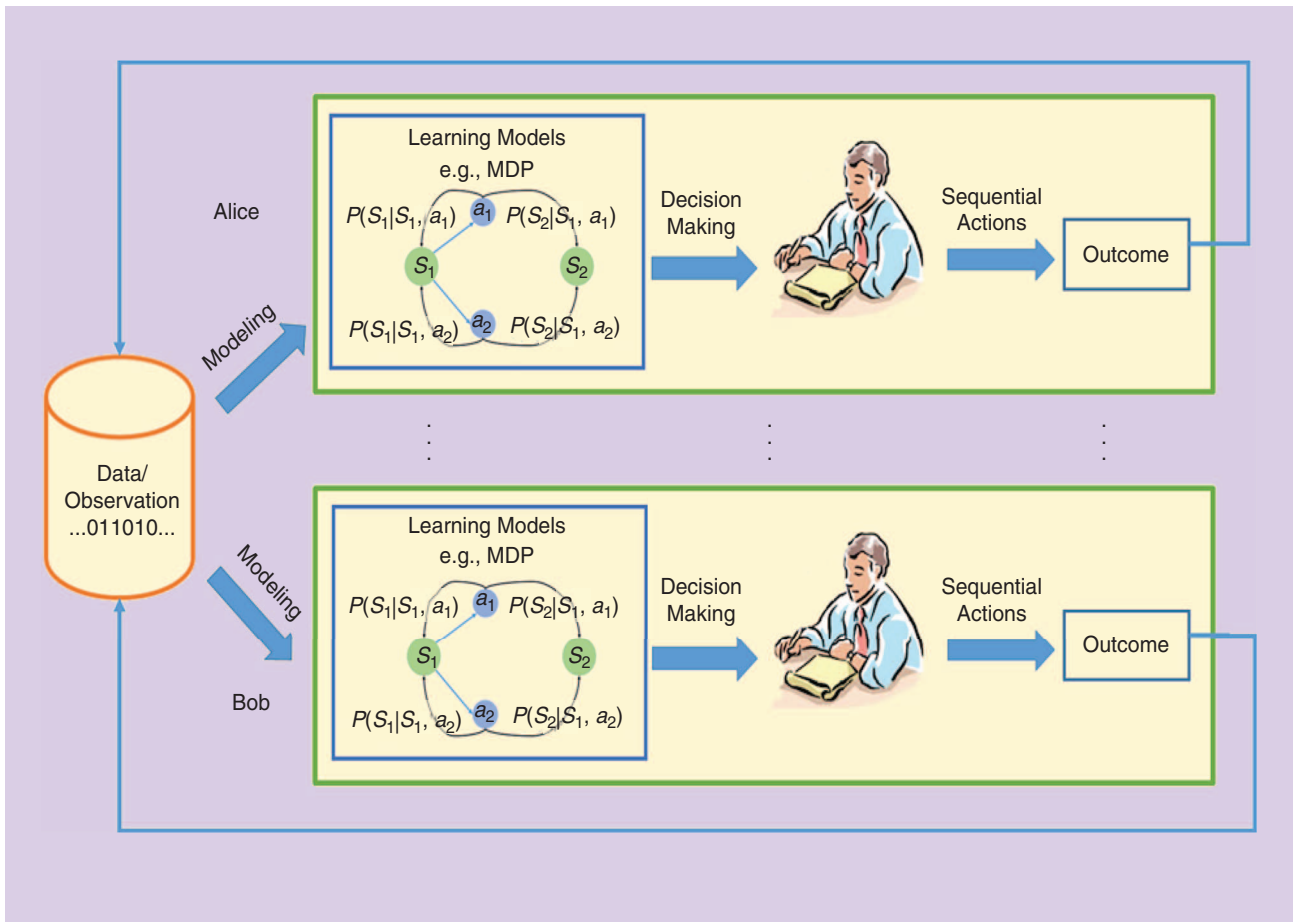 Learning Models
e.g., MDP
Alice
P(S₁|S₁, a₁)
a₁
P(S₂|S₁, a₁)
S₁
S₂
P(S₁|S₁, a₂)
a₂
P(S₂|S₁, a₂)
Decision
Making
Sequential
Actions
Outcome
Modeling
Data/
Observation
...011010...
Modeling
Bob
Learning Models
e.g., MDP
P(S₁|S₁, a₁)
a₁
P(S₂|S₁, a₁)
S₁
S₂
P(S₁|S₁, a₂)
a₂
P(S₂|S₁, a₂)
Decision
Making
Sequential
Actions
Outcome